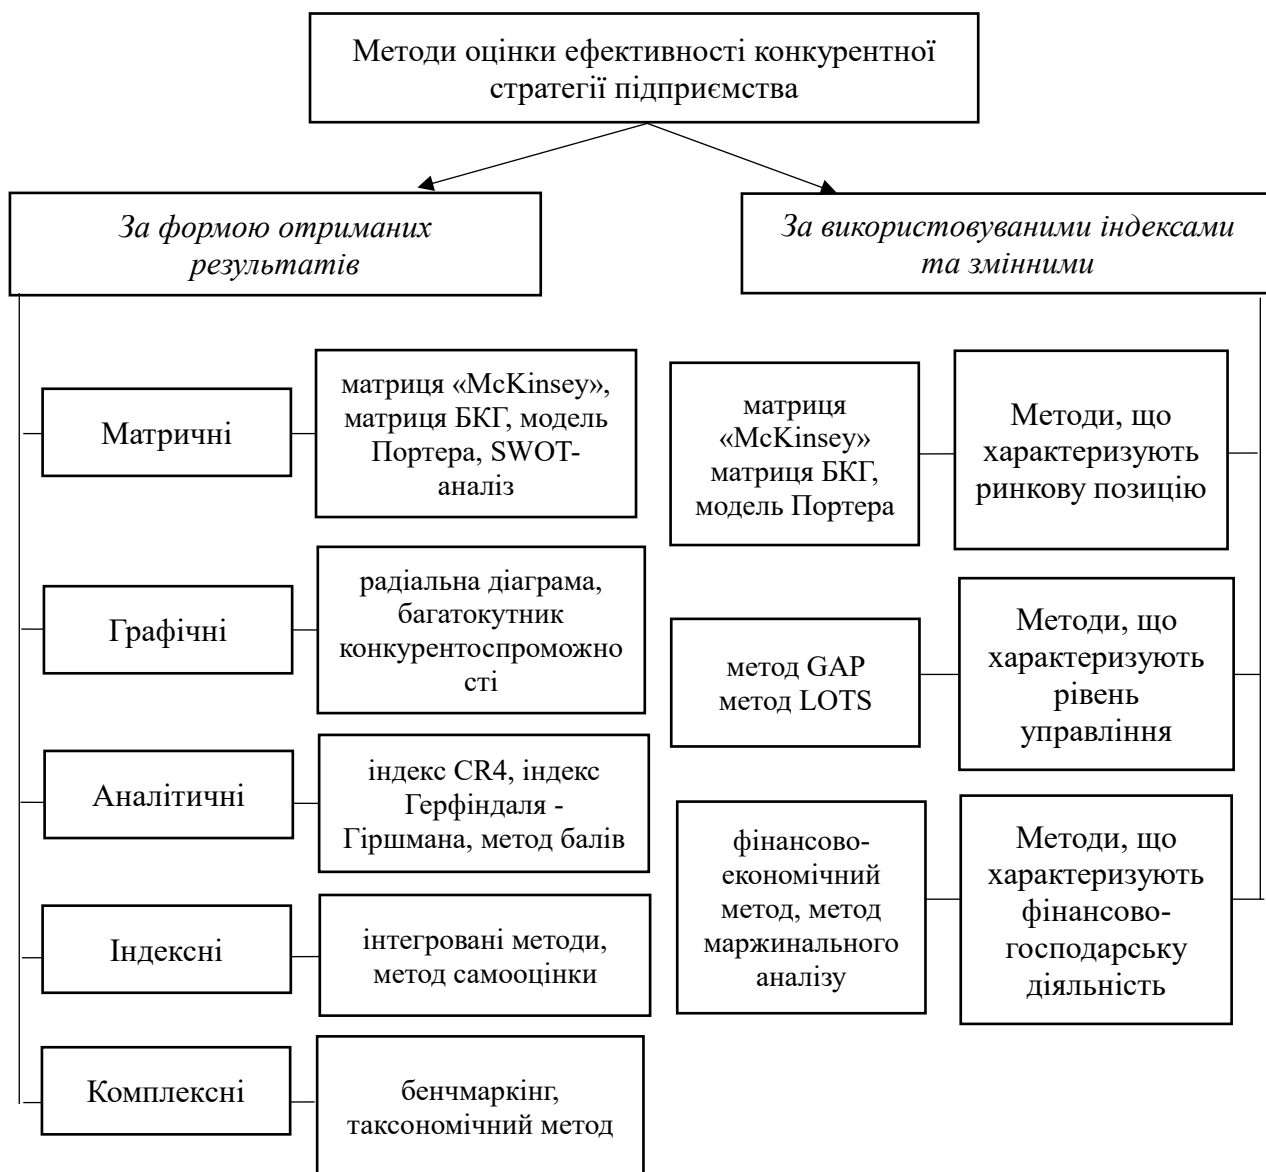 Методи оцінки ефективності конкурентної
стратегії підприємства
За формою отриманих
результатів
За використовуваними індексами
та змінними
Матричні
матриця «McKinsey»,
матриця БКГ, модель
Портера, SWOT-
аналіз
матриця
«McKinsey»
матриця БКГ,
модель Портера
Методи, що
характеризують
ринкову позицію
Графічні
радіальна діаграма,
багатокутник
конкурентоспроможно
сті
метод GAP
метод LOTS
Методи, що
характеризують
рівень
управління
Аналітичні
індекс CR4, індекс
Герфіндаля -
Гіршмана, метод балів
фінансово-
економічний
метод, метод
маржинального
аналізу
Методи, що
характеризують
фінансово-
господарську
діяльність
Індексні
інтегровані методи,
метод самооцінки
Комплексні
бенчмаркінг,
таксономічний метод